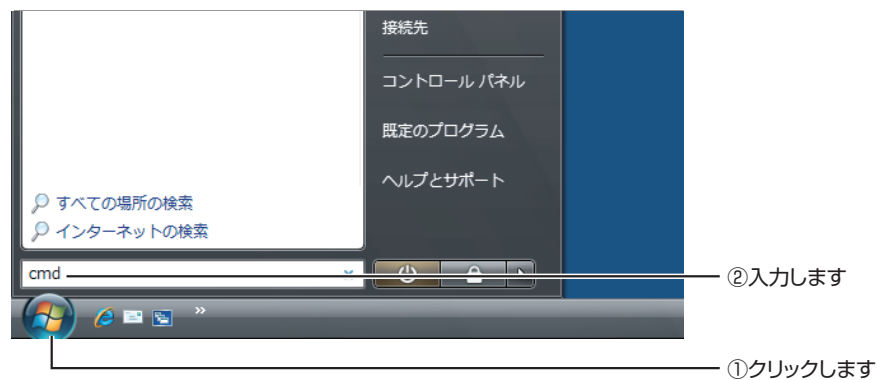 接続先
コントロール パネル
既定のプログラム
ヘルプとサポート
すべての場所の検索
インターネットの検索
cmd
②入力します
»
①クリックします